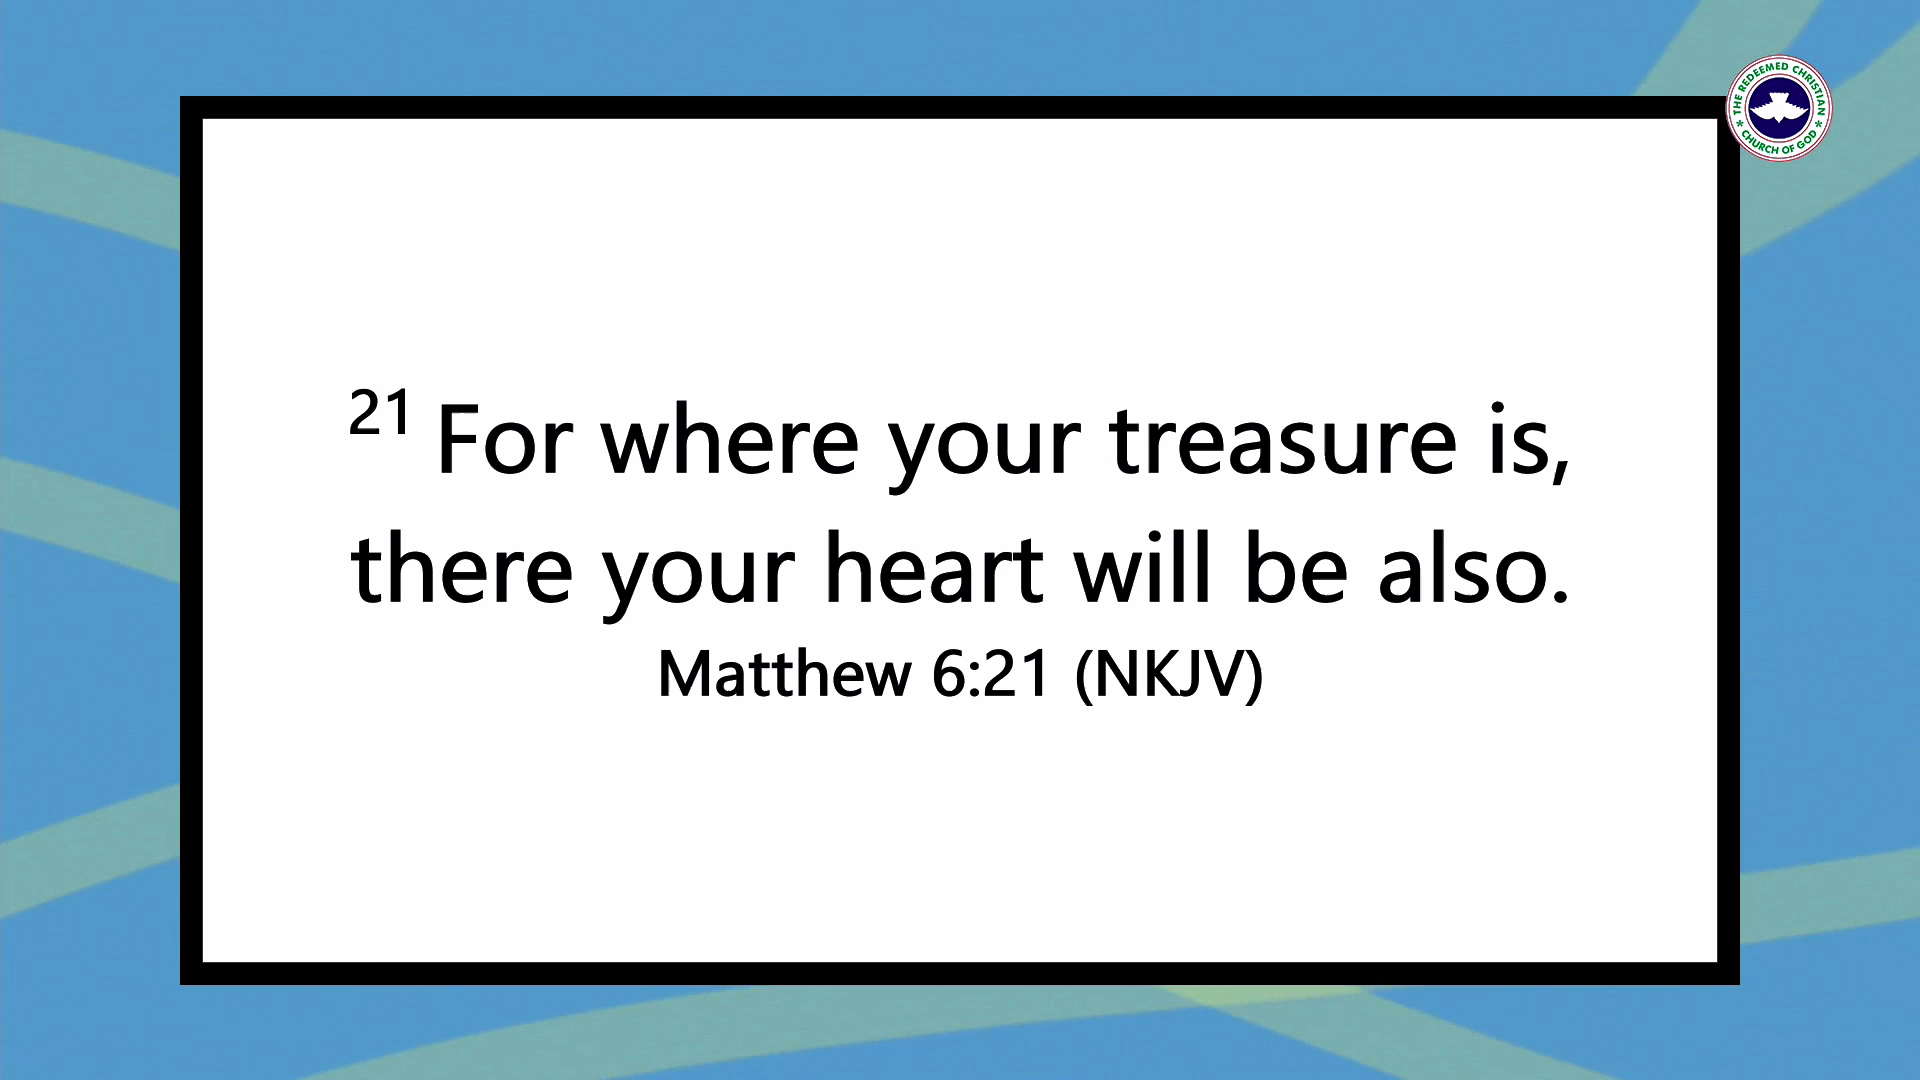 THE REDEEMED CHRISTIAN
CHURCH OF GOD
21 For where your treasure is,
there your heart will be also.
Matthew 6:21 (NKJV)